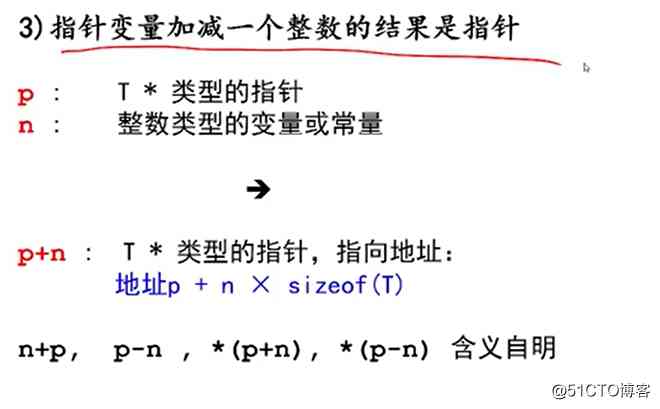 3)指针变量加减一个整数的结果是指针
p : T * 类型的指针
n : 整数类型的变量或常量
➔
p+n : T * 类型的指针,指向地址:
地址p + n × sizeof(T)
n+p, p-n , *(p+n), *(p-n) 含义自明
@51CTO博客